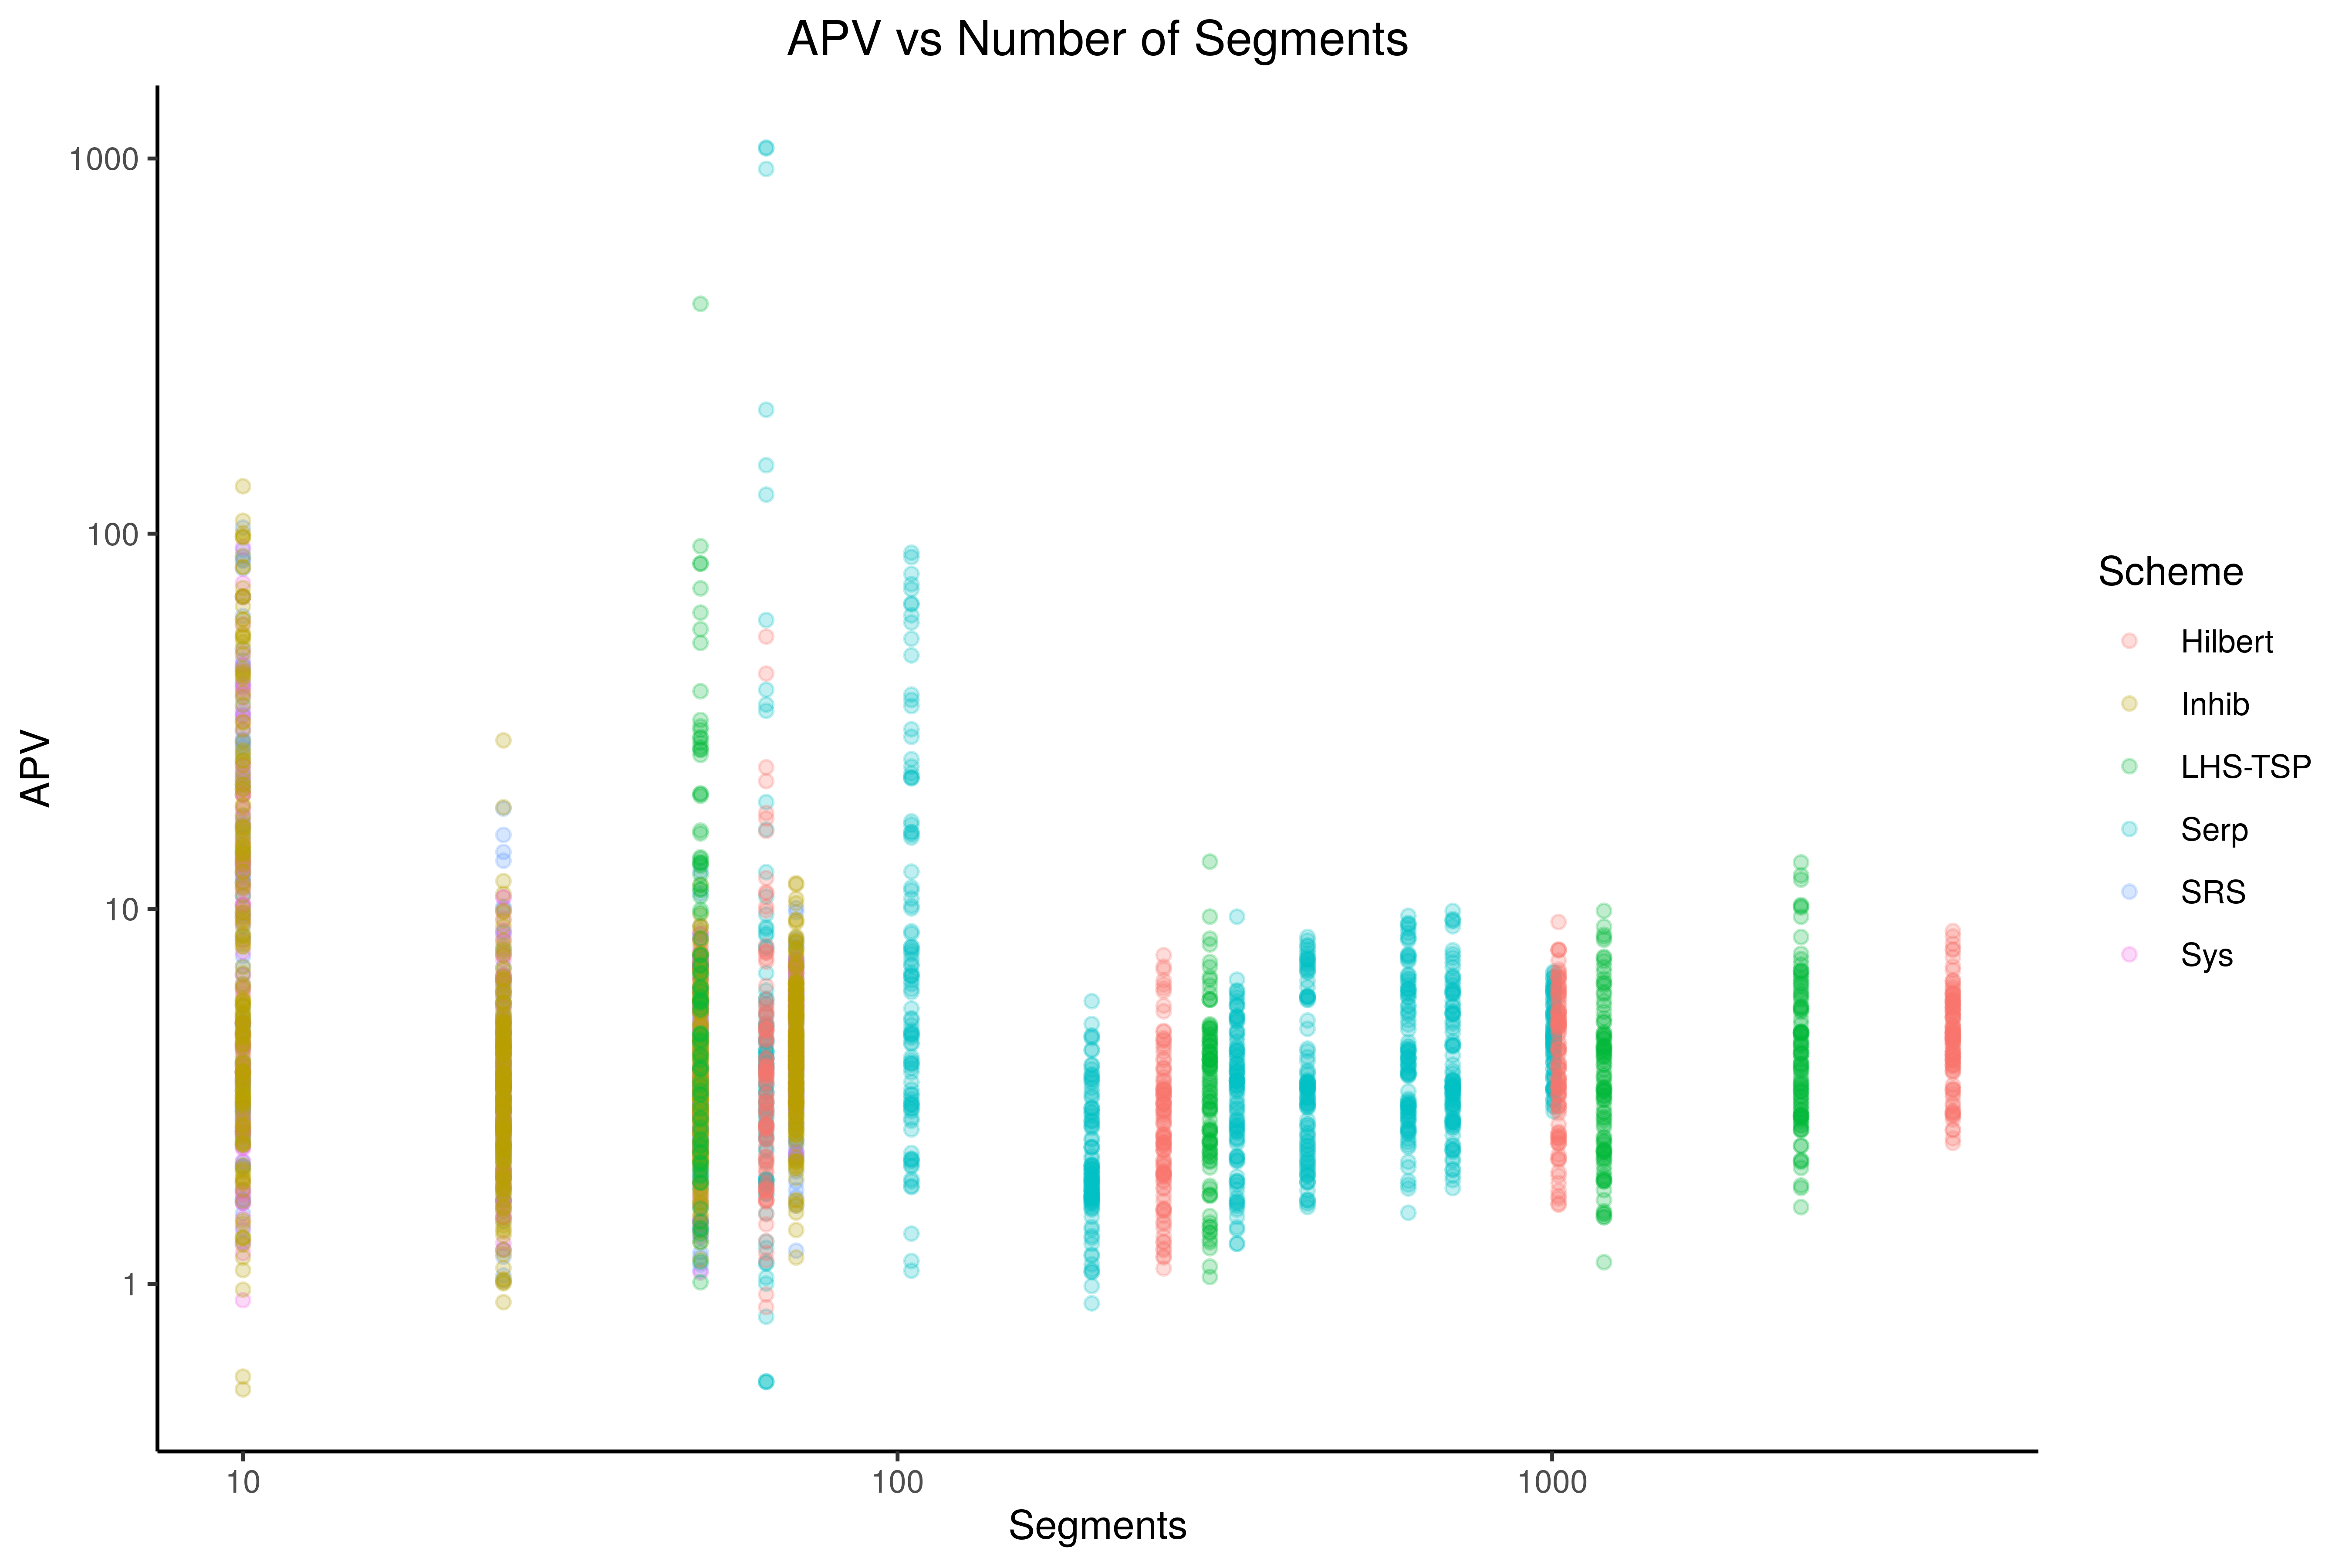 APV vs Number of Segments
1000
100
10
1
APV
10
100
1000
Segments
Scheme
Hilbert
Inhib
LHS-TSP
Serp
SRS
Sys